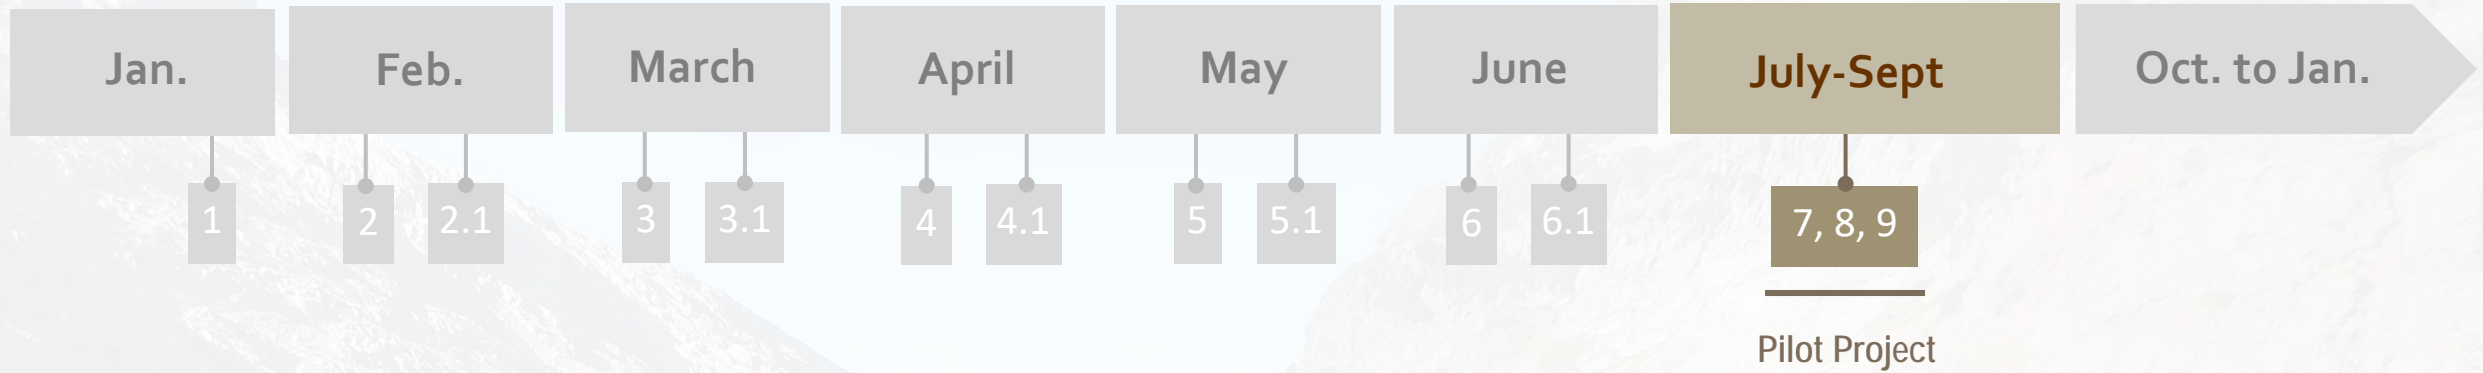 Jan.
Feb.
March
April
May
June
July-Sept
Oct. to Jan.
1
2
2.1
3
3.1
4
4.1
5
5.1
6
6.1
7, 8, 9
Pilot Project